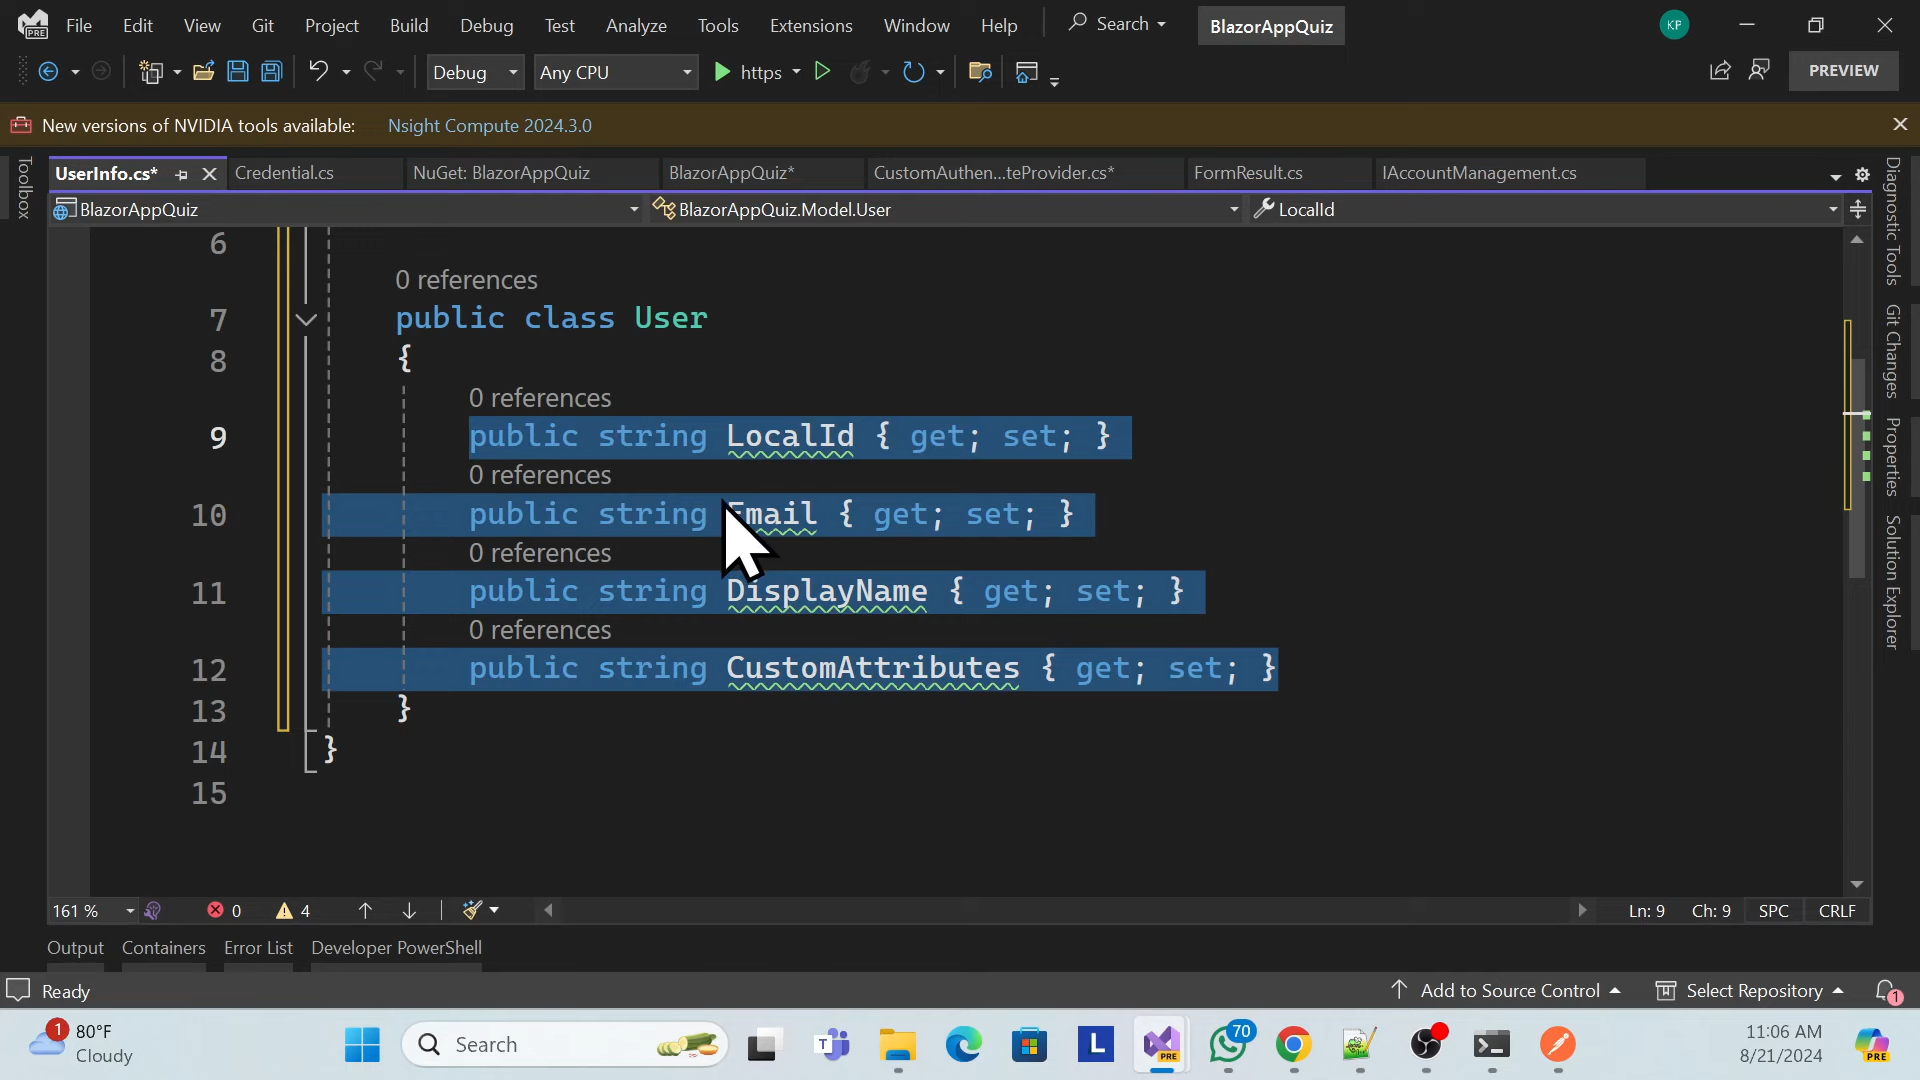 File Edit View Git Project Build Debug Test Analyze Tools Extensions Window Help Search BlazorAppQuiz KP
PRE
Debug Any CPU https PREVIEW
New versions of NVIDIA tools available: Nsight Compute 2024.3.0
UserInfo.cs* Credential.cs NuGet: BlazorAppQuiz BlazorAppQuiz* CustomAuthen...teProvider.cs* FormResult.cs IAccountManagement.cs
BlazorAppQuiz BlazorAppQuiz.Model.User LocalId
Toolbox
Diagnostic Tools
Git Changes
Properties
Solution Explorer
6
0 references
7 public class User
8 {
0 references
9 public string LocalId { get; set; }
0 references
10 public string Email { get; set; }
0 references
11 public string DisplayName { get; set; }
0 references
12 public string CustomAttributes { get; set; }
13 }
14 }
15
161 % 0 4 Ln: 9 Ch: 9 SPC CRLF
Output Containers Error List Developer PowerShell
Ready Add to Source Control Select Repository 1
1 80°F
Cloudy
Search
L
PRE
70
11:06 AM
8/21/2024
PRE